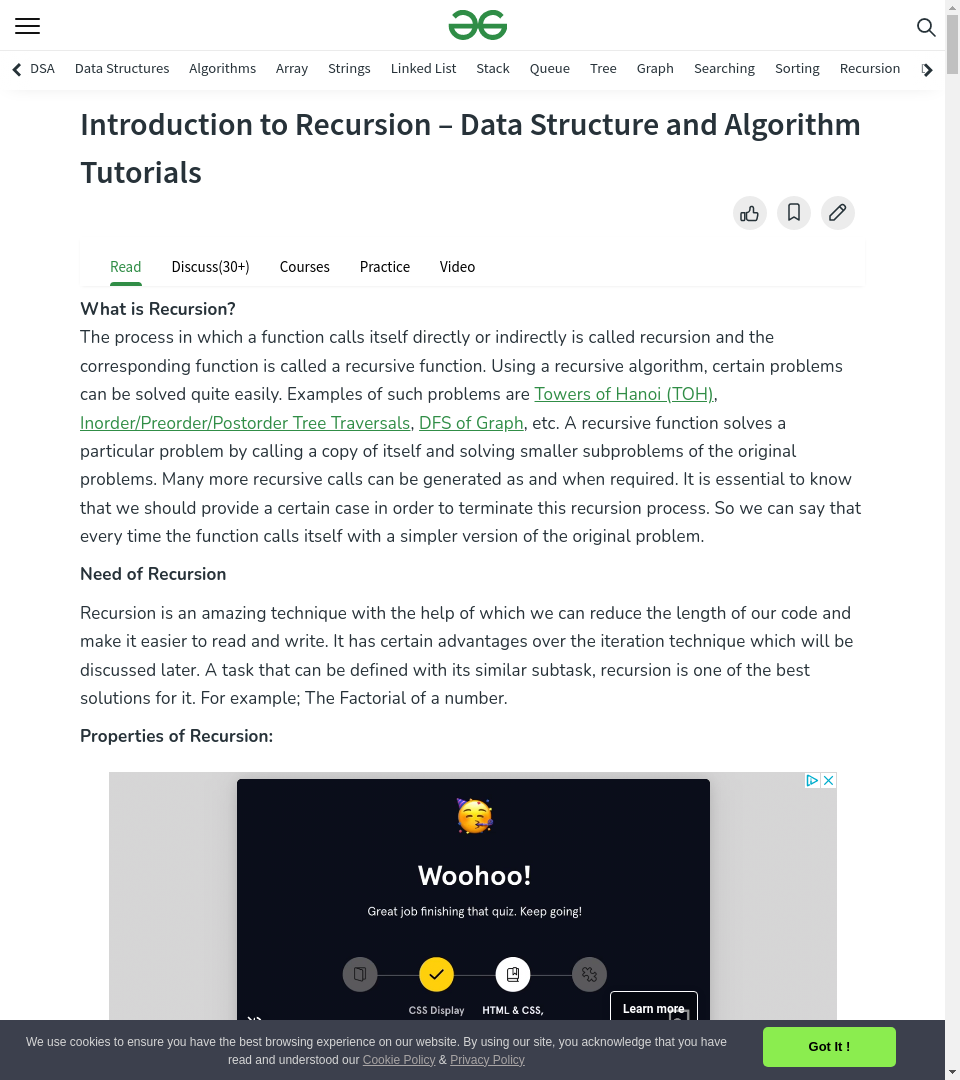 DSA Data Structures Algorithms Array Strings Linked List Stack Queue Tree Graph Searching Sorting Recursion
Introduction to Recursion – Data Structure and Algorithm
Tutorials
Read Discuss(30+) Courses Practice Video
What is Recursion?
The process in which a function calls itself directly or indirectly is called recursion and the
corresponding function is called a recursive function. Using a recursive algorithm, certain problems
can be solved quite easily. Examples of such problems are Towers of Hanoi (TOH),
Inorder/Preorder/Postorder Tree Traversals, DFS of Graph, etc. A recursive function solves a
particular problem by calling a copy of itself and solving smaller subproblems of the original
problems. Many more recursive calls can be generated as and when required. It is essential to know
that we should provide a certain case in order to terminate this recursion process. So we can say that
every time the function calls itself with a simpler version of the original problem.
Need of Recursion
Recursion is an amazing technique with the help of which we can reduce the length of our code and
make it easier to read and write. It has certain advantages over the iteration technique which will be
discussed later. A task that can be defined with its similar subtask, recursion is one of the best
solutions for it. For example; The Factorial of a number.
Properties of Recursion:
Woohoo!
Great job finishing that quiz. Keep going!
CSS Display HTML & CSS,
Learn more
We use cookies to ensure you have the best browsing experience on our website. By using our site, you acknowledge that you have
read and understood our Cookie Policy & Privacy Policy
Got It !